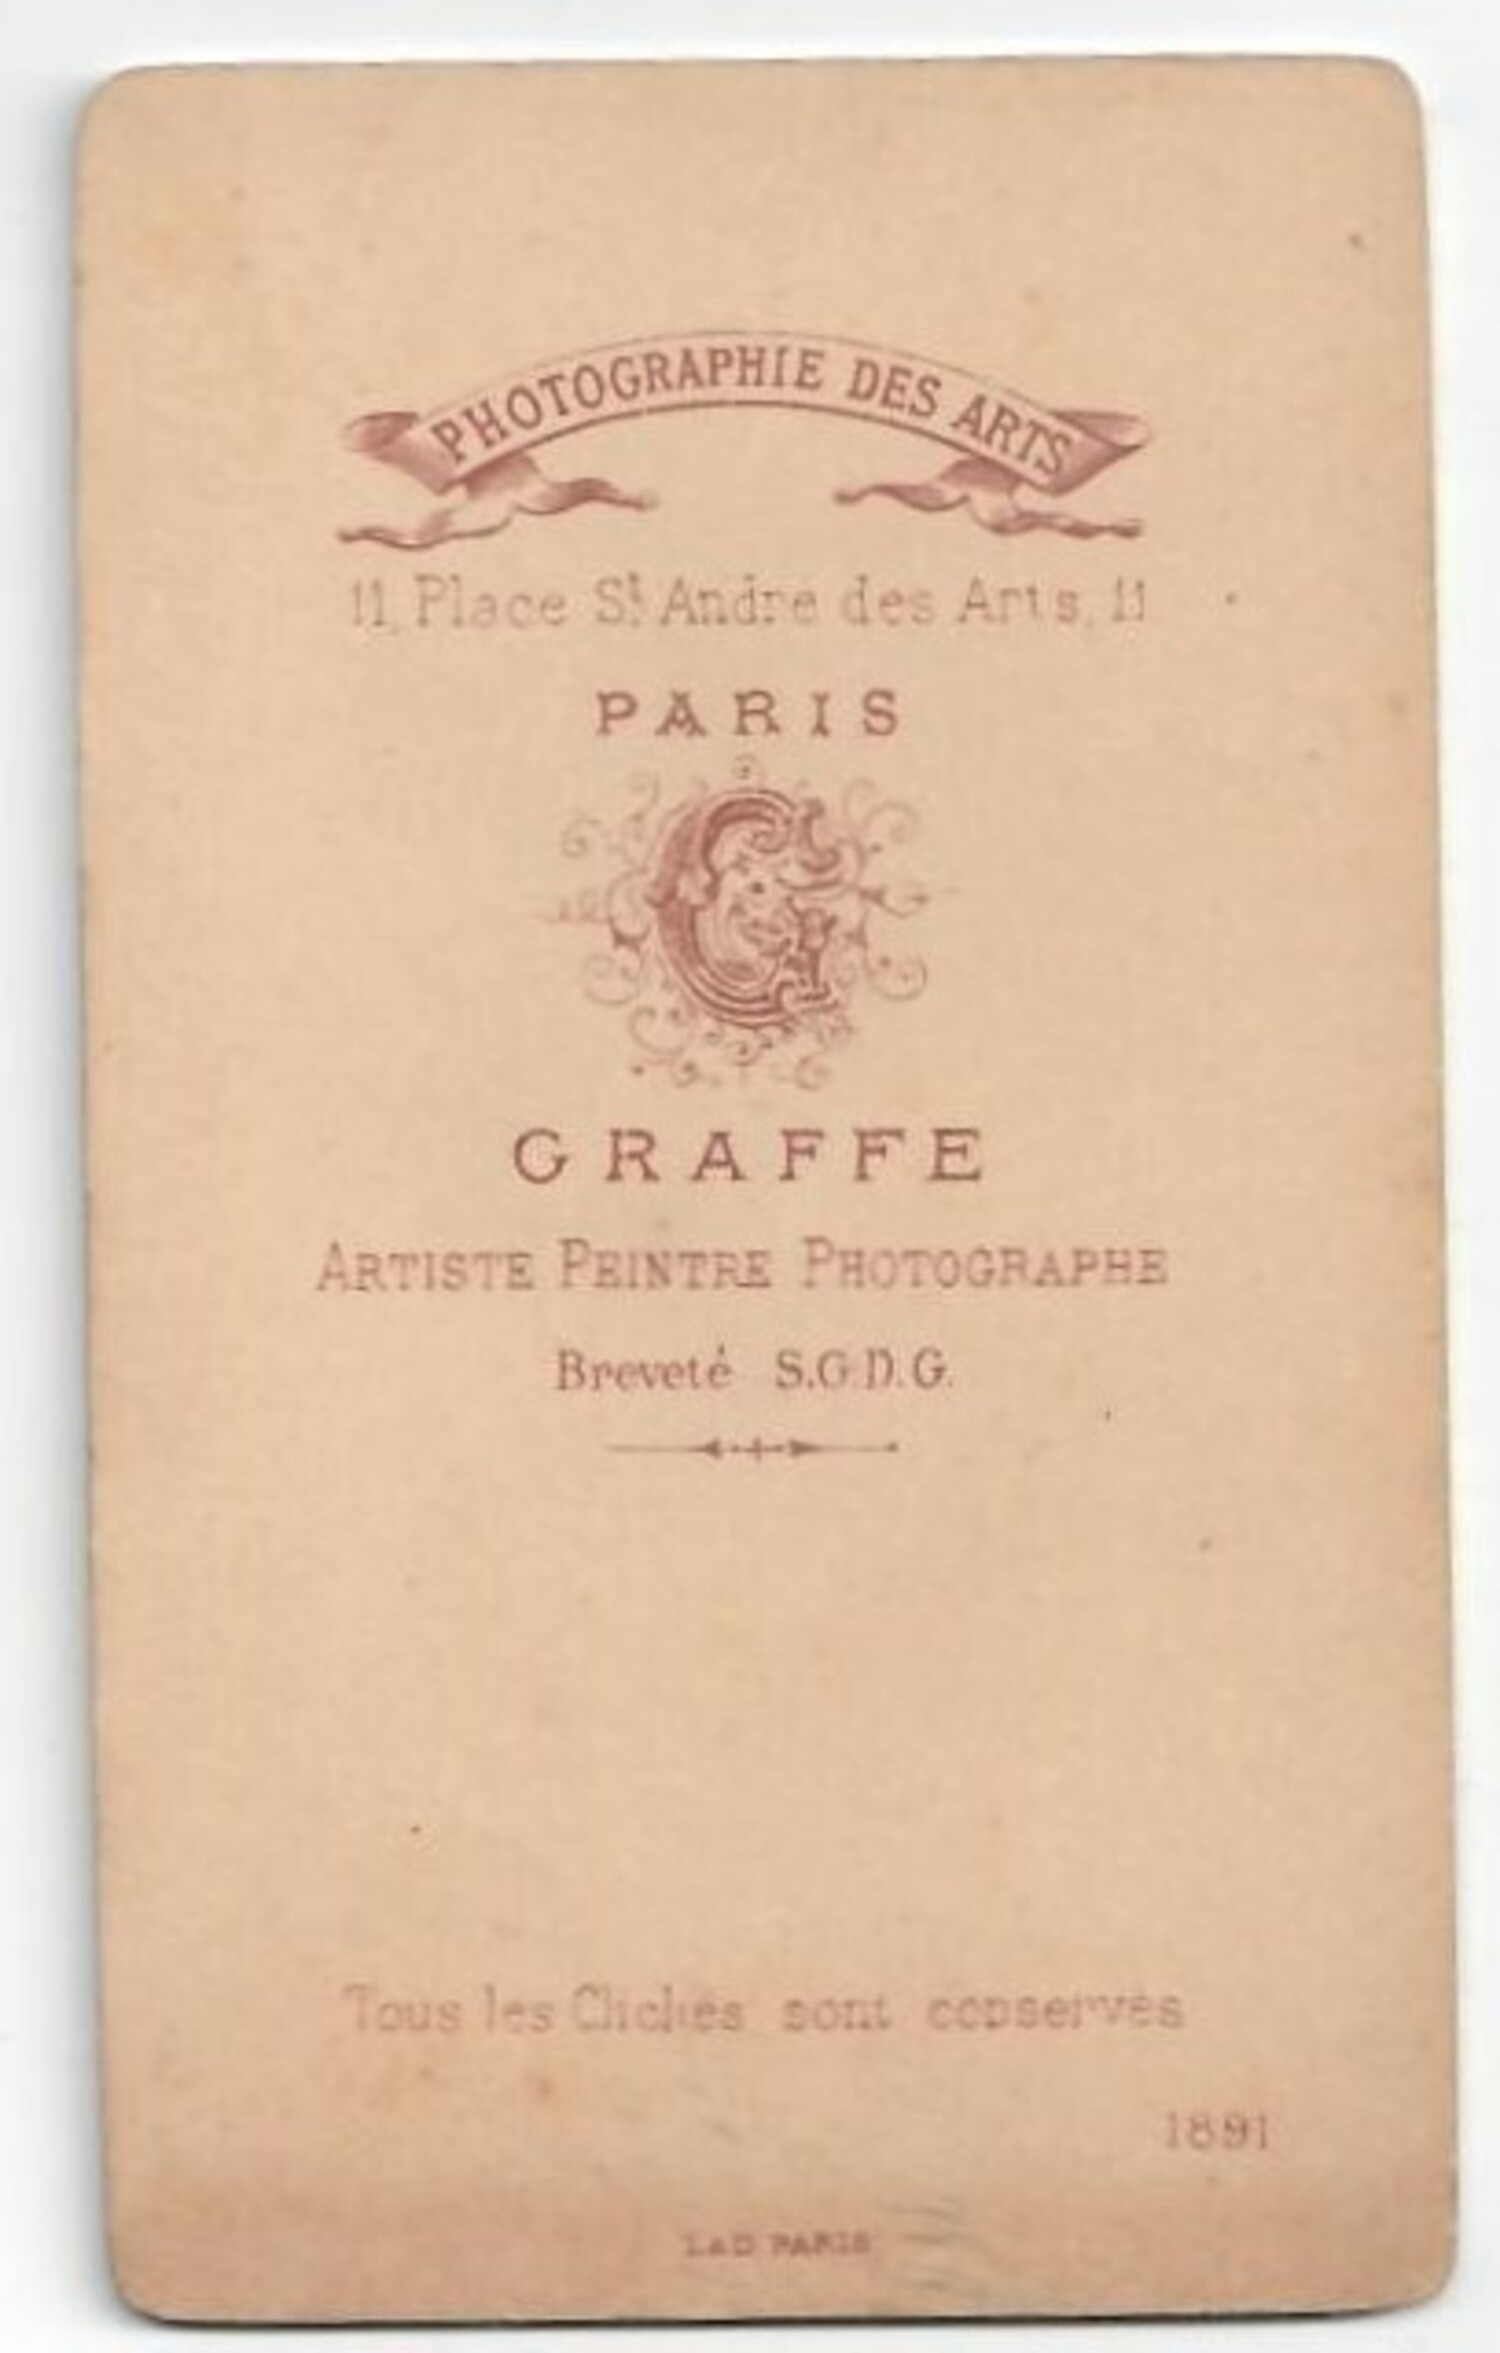 PHOTOGRAPHIE DES ARTS
11, Place St Andre des Arts, 11
PARIS
G
GRAFFE
ARTISTE PEINTRE PHOTOGRAPHE
Breveté S.G.D.G.
Tous les Clichés sont conservés
1891
LAD PARIS